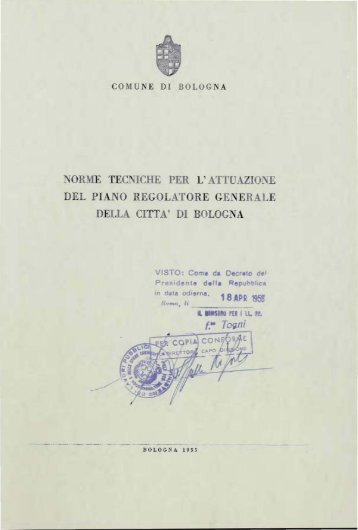 COMUNE DI BOLOGNA
NORME TECNICHE PER L'ATTUAZIONE
DEL PIANO REGOLATORE GENERALE
DELLA CITTA' DI BOLOGNA
VISTO: Come da Decreto del
Presidente della Repubblica
in data odierna.
Roma, li 18 APR 1958
IL MINISTRO PER I LL. PP.
f.to Togni
PER COPIA CONFORME
IL DIRETTORE CAPO DIVISIONE
BOLOGNA 1955